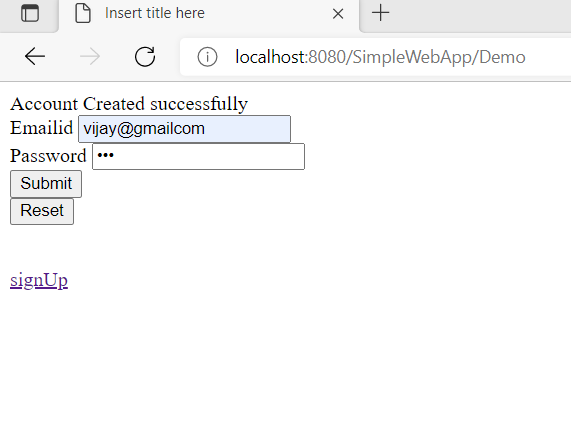 Insert title here
localhost:8080/SimpleWebApp/Demo
Account Created successfully
Emailid vijay@gmailcom
Password •••
Submit
Reset
signUp